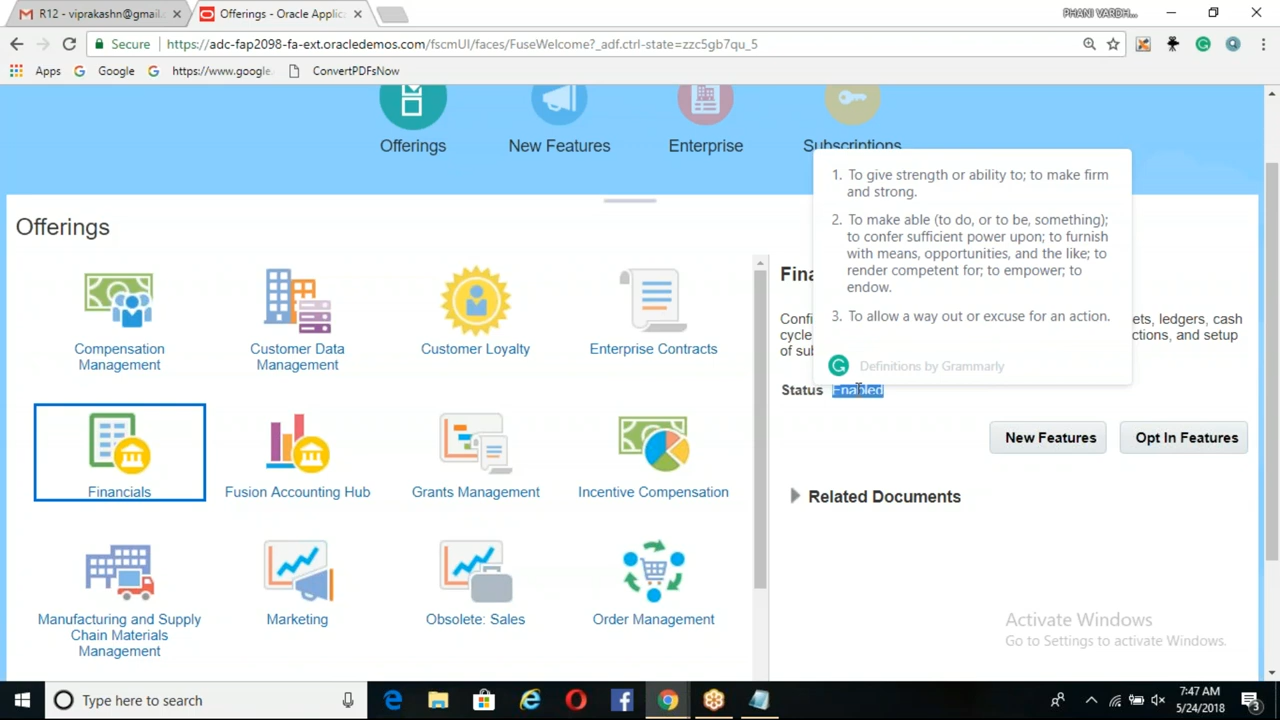 R12 - viprakashn@gmail.c
Offerings - Oracle Applic
PHANI VARDH...
Secure
https://adc-fap2098-fa-ext.oracledemos.com/fscmUI/faces/FuseWelcome?_adf.ctrl-state=zzc5gb7qu_5
Apps
Google
https://www.google.
ConvertPDFsNow
Offerings
New Features
Enterprise
Subscriptions
Offerings
Compensation
Management
Customer Data
Management
Customer Loyalty
Enterprise Contracts
Financials
Fusion Accounting Hub
Grants Management
Incentive Compensation
Manufacturing and Supply
Chain Materials
Management
Marketing
Obsolete: Sales
Order Management
1. To give strength or ability to; to make firm
and strong.
2. To make able (to do, or to be, something);
to confer sufficient power upon; to furnish
with means, opportunities, and the like; to
render competent for; to empower; to
endow.
3. To allow a way out or excuse for an action.
Definitions by Grammarly
ets, ledgers, cash
ctions, and setup
of sub
Status Enabled
New Features
Opt In Features
Related Documents
Activate Windows
Go to Settings to activate Windows.
Type here to search
7:47 AM
5/24/2018
3